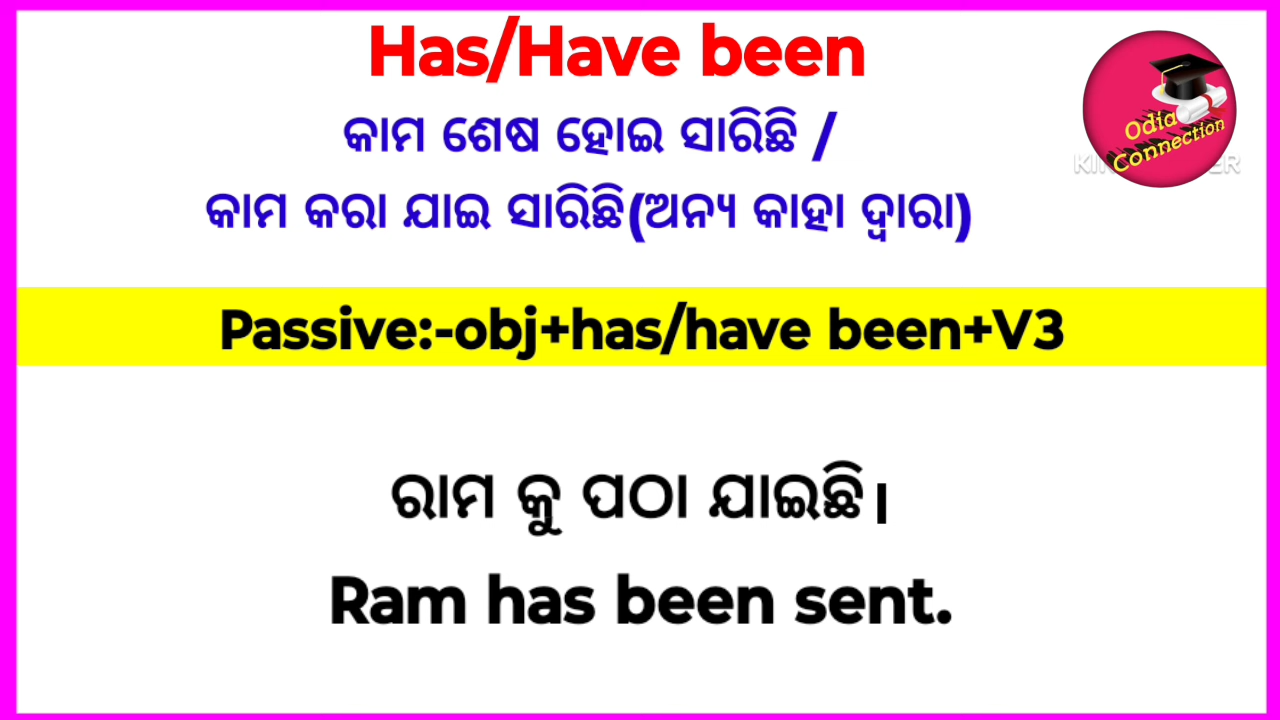 Has/Have been
କାମ ଶେଷ ହୋଇ ସାରିଛି /
କାମ କରା ଯାଇ ସାରିଛି(ଅନ୍ୟ କାହା ଦ୍ୱାରା)
Odia
Connection
Passive:-obj+has/have been+V3
ରାମ କୁ ପଠା ଯାଇଛି।
Ram has been sent.